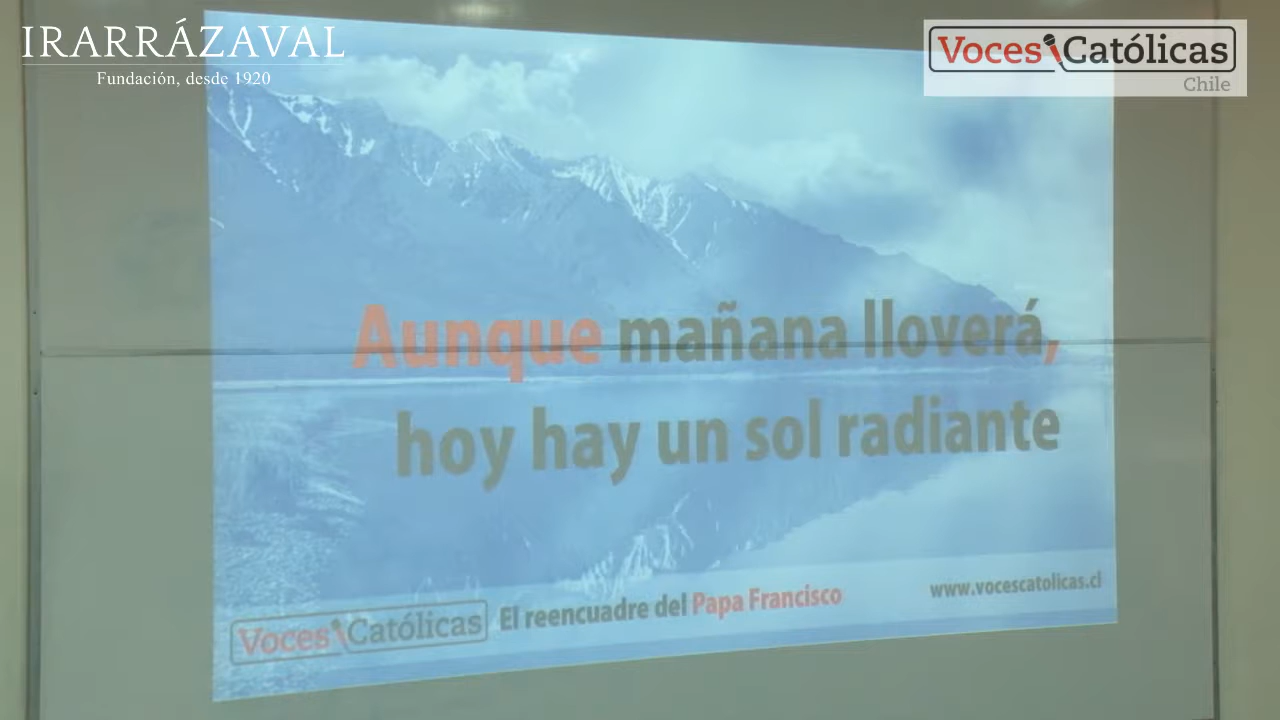 IRARRÁZAVAL
Fundación, desde 1920
Voces Católicas
Chile
Aunque mañana lloverá,
hoy hay un sol radiante
Voces Católicas
El reencuadre del Papa Francisco
www.vocescatolicas.cl